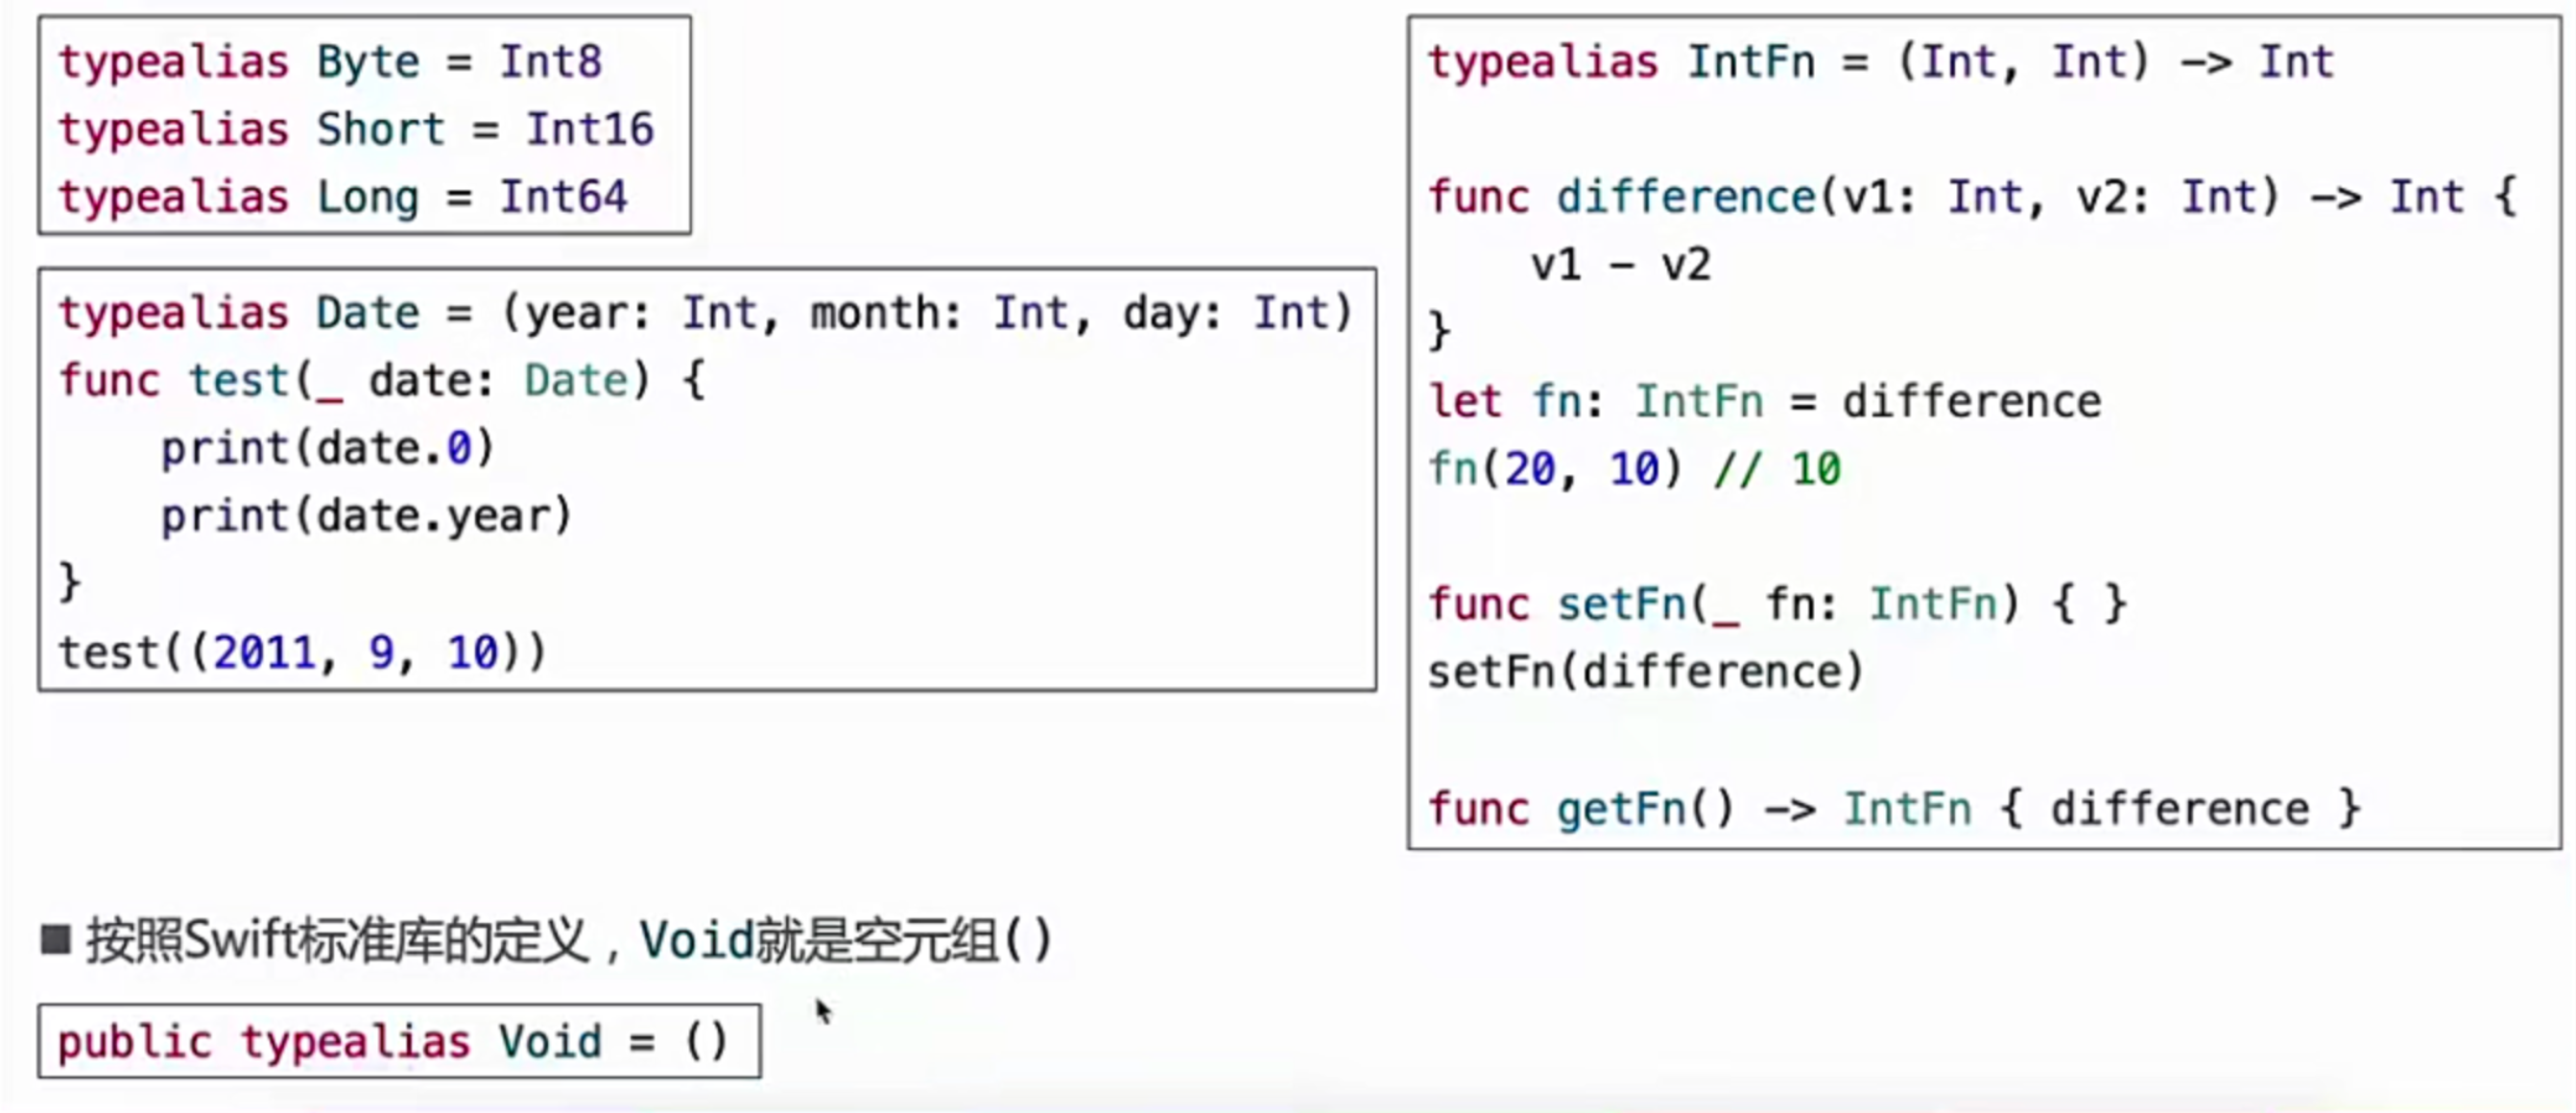 typealias Byte = Int8
typealias Short = Int16
typealias Long = Int64
typealias Date = (year: Int, month: Int, day: Int)
func test(_ date: Date) {
    print(date.0)
    print(date.year)
}
test((2011, 9, 10))
typealias IntFn = (Int, Int) -> Int
func difference(v1: Int, v2: Int) -> Int {
    v1 - v2
}
let fn: IntFn = difference
fn(20, 10) // 10
func setFn(_ fn: IntFn) { }
setFn(difference)
func getFn() -> IntFn { difference }
■ 按照Swift标准库的定义，Void就是空元组()
public typealias Void = ()